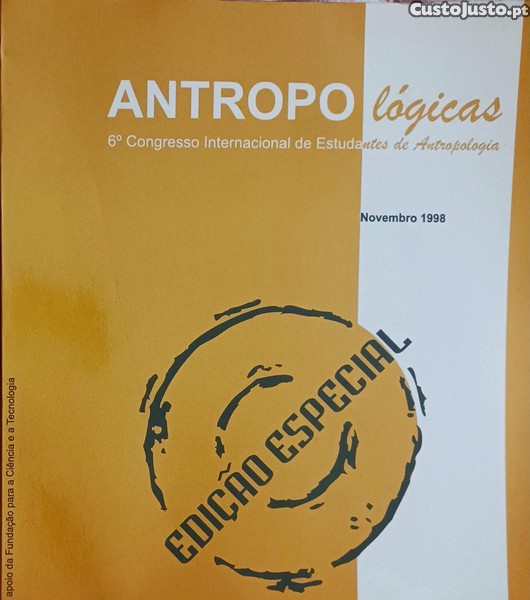 CustoJusto.pt
ANTROPO lógicas
6º Congresso Internacional de Estudantes de Antropologia
Novembro 1998
EDIÇÃO ESPECIAL
apoio da Fundação para a Ciência e a Tecnologia